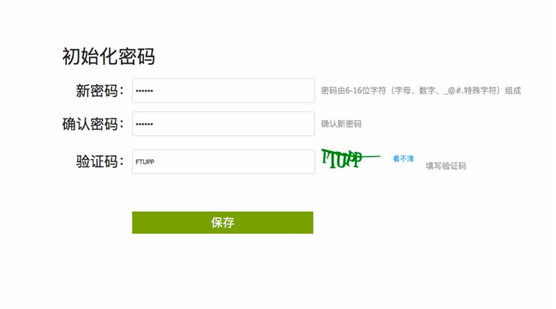 初始化密码
新密码： •••••• 密码由6-16位字符（字母、数字、_@#.特殊字符）组成
确认密码： •••••• 确认新密码
验证码： FTUPP FTUPP 看不清 填写验证码
保存